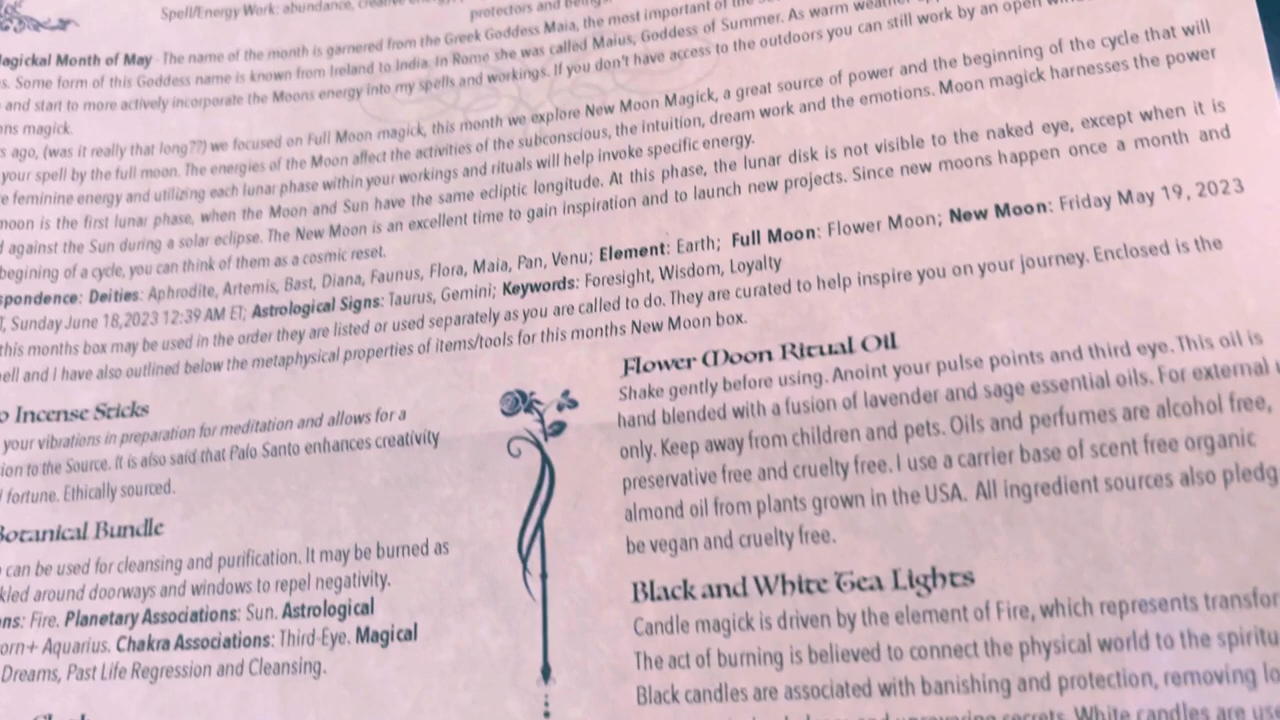 Spell/Energy Work: abundance, creative
protectors and
Magickal Month of May - The name of the month is garnered from the Greek Goddess Maia, the most important of the
s. Some form of this Goddess name is known from Ireland to India. In Rome she was called Maius, Goddess of Summer. As warm
and start to more actively incorporate the Moons energy into my spells and workings. If you don't have access to the outdoors you can still work by an open
ons magick.
s ago, (was it really that long??) we focused on Full Moon magick, this month we explore New Moon Magick, a great source of power and the beginning of the cycle that will
your spell by the full moon. The energies of the Moon affect the activities of the subconscious, the intuition, dream work and the emotions. Moon magick harnesses the power
e feminine energy and utilizing each lunar phase within your workings and rituals will help invoke specific energy.
moon is the first lunar phase, when the Moon and Sun have the same ecliptic longitude. At this phase, the lunar disk is not visible to the naked eye, except when it is
d against the Sun during a solar eclipse. The New Moon is an excellent time to gain inspiration and to launch new projects. Since new moons happen once a month and
begining of a cycle, you can think of them as a cosmic reset.
spondence: Deities: Aphrodite, Artemis, Bast, Diana, Faunus, Flora, Maia, Pan, Venu; Element: Earth; Full Moon: Flower Moon; New Moon: Friday May 19, 2023
T, Sunday June 18,2023 12:39 AM ET; Astrological Signs: Taurus, Gemini; Keywords: Foresight, Wisdom, Loyalty
this months box may be used in the order they are listed or used separately as you are called to do. They are curated to help inspire you on your journey. Enclosed is the
ell and I have also outlined below the metaphysical properties of items/tools for this months New Moon box.
o Incense Sticks
your vibrations in preparation for meditation and allows for a
ion to the Source. It is also said that Palo Santo enhances creativity
fortune. Ethically sourced.
Botanical Bundle
can be used for cleansing and purification. It may be burned as
kled around doorways and windows to repel negativity.
ns: Fire. Planetary Associations: Sun. Astrological
orn+ Aquarius. Chakra Associations: Third-Eye. Magical
Dreams, Past Life Regression and Cleansing.
Flower Moon Ritual Oil
Shake gently before using. Anoint your pulse points and third eye. This oil is
hand blended with a fusion of lavender and sage essential oils. For external
only. Keep away from children and pets. Oils and perfumes are alcohol free,
preservative free and cruelty free. I use a carrier base of scent free organic
almond oil from plants grown in the USA. All ingredient sources also pledg
be vegan and cruelty free.
Black and White Tea Lights
Candle magick is driven by the element of Fire, which represents transfor
The act of burning is believed to connect the physical world to the spiritu
Black candles are associated with banishing and protection, removing
secrets. White candles are use